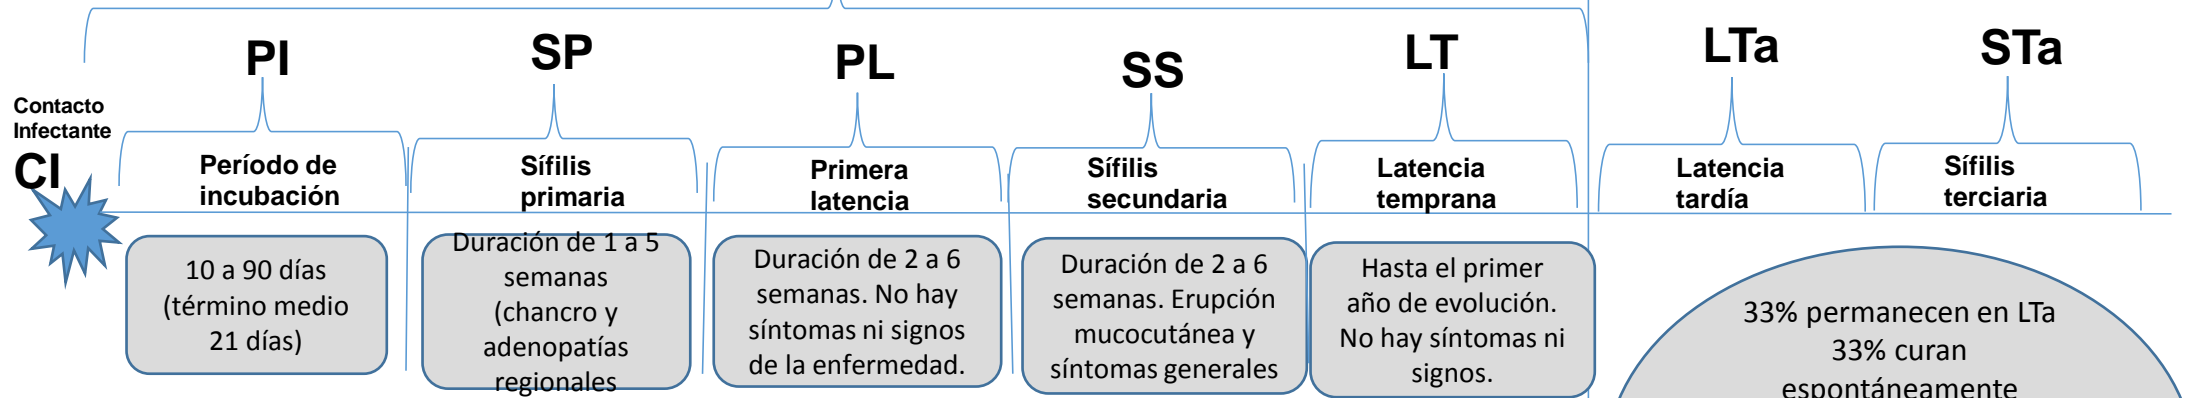 PI
SP
PL
SS
LT
LTa
STa
Contacto
Infectante
CI
Período de
incubación
Sífilis
primaria
Primera
latencia
Sífilis
secundaria
Latencia
temprana
Latencia
tardía
Sífilis
terciaria
10 a 90 días
(término medio
21 días)
Duración de 1 a 5
semanas
(chancro y
adenopatías
regionales
Duración de 2 a 6
semanas. No hay
síntomas ni signos
de la enfermedad.
Duración de 2 a 6
semanas. Erupción
mucocutánea y
síntomas generales
Hasta el primer
año de evolución.
No hay síntomas ni
signos.
33% permanecen en LTa
33% curan
espontáneamente